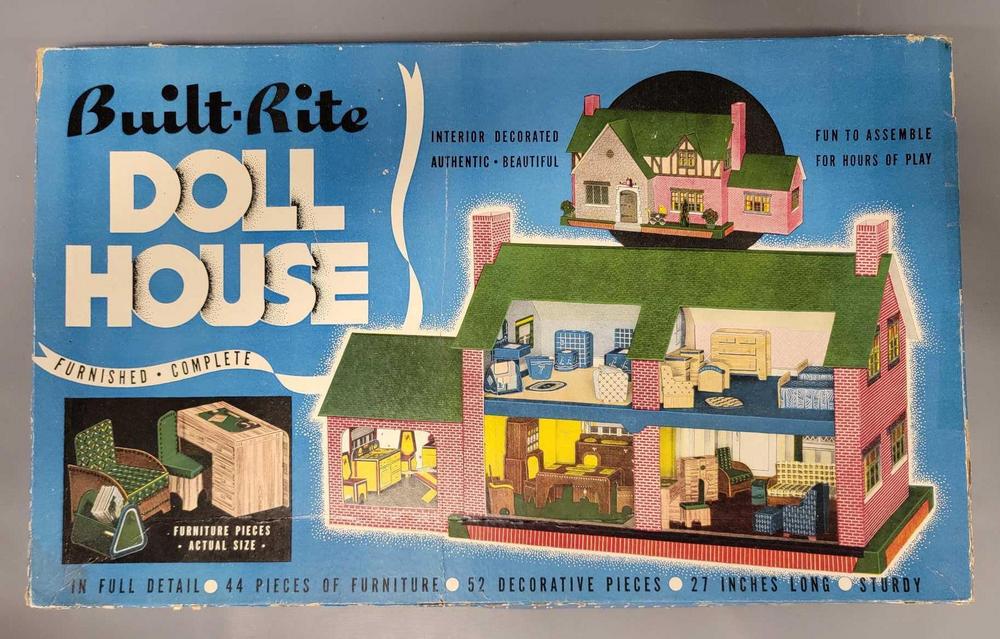 Built-Rite
DOLL
HOUSE
INTERIOR DECORATED
AUTHENTIC • BEAUTIFUL
FUN TO ASSEMBLE
FOR HOURS OF PLAY
FURNISHED • COMPLETE
- FURNITURE PIECES
• ACTUAL SIZE •
IN FULL DETAIL • 44 PIECES OF FURNITURE • 52 DECORATIVE PIECES • 27 INCHES LONG • STURDY